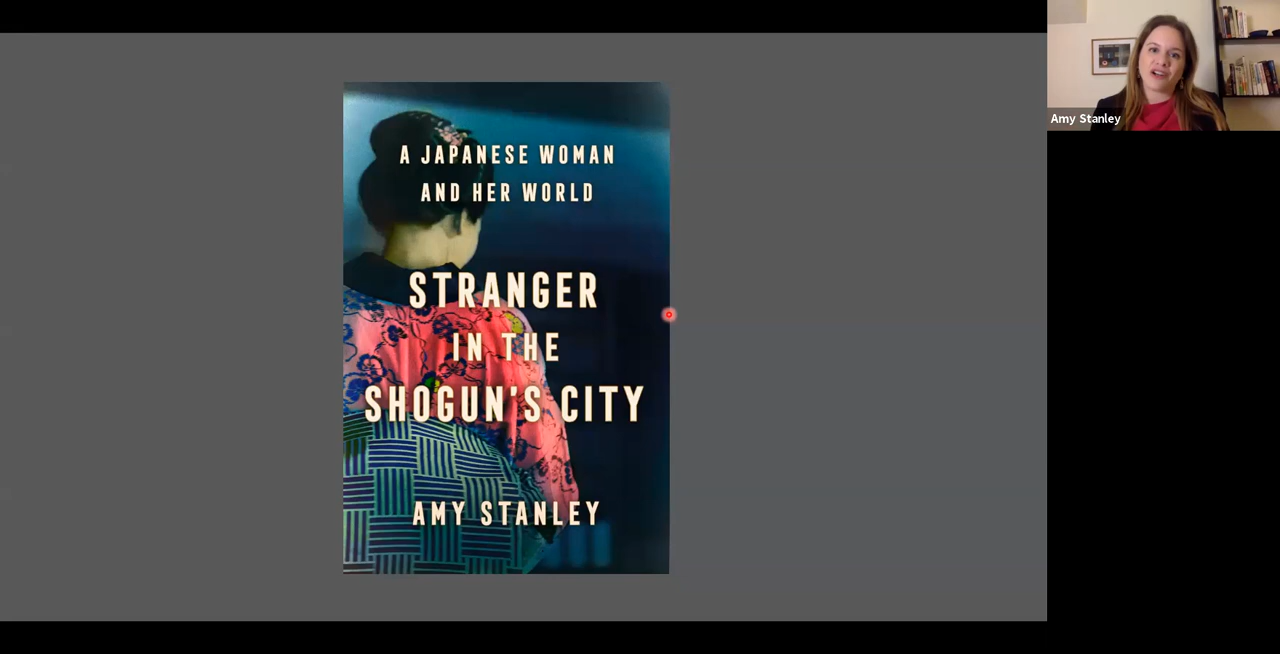 A JAPANESE WOMAN
AND HER WORLD
STRANGER
IN THE
SHOGUN'S CITY
AMY STANLEY
Amy Stanley